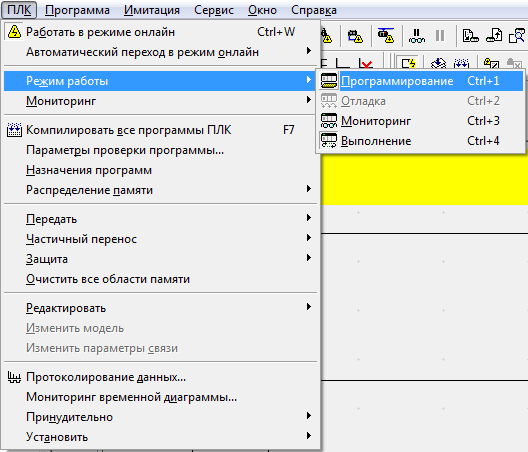 ПЛК Программа Имитация Сервис Окно Справка
Работать в режиме онлайн Ctrl+W
Автоматический переход в режим онлайн
Режим работы
Мониторинг
Программирование Ctrl+1
Отладка Ctrl+2
Мониторинг Ctrl+3
Выполнение Ctrl+4
Компилировать все программы ПЛК F7
Параметры проверки программы...
Назначения программ
Распределение памяти
Передать
Частичный перенос
Защита
Очистить все области памяти
Редактировать
Изменить модель
Изменить параметры связи
Протоколирование данных...
Мониторинг временной диаграммы...
Принудительно
Установить